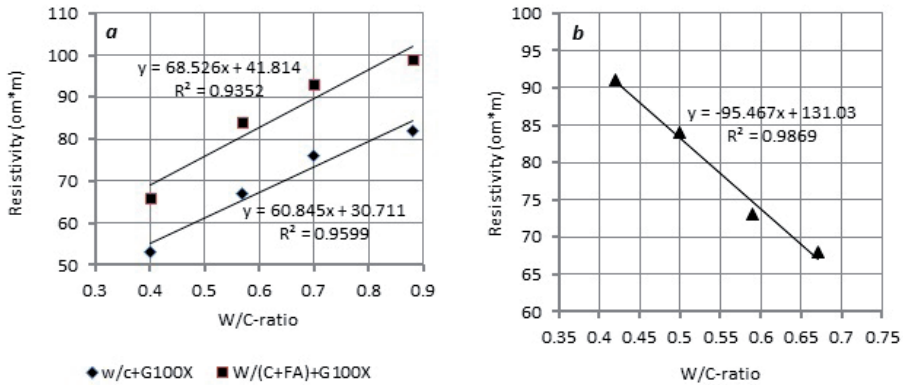 a
110
100
90
80
70
60
50
Resistivity (om*m)
y = 68.526x + 41.814
R² = 0.9352
y = 60.845x + 30.711
R² = 0.9599
0.3 0.4 0.5 0.6 0.7 0.8 0.9
W/C-ratio
w/c+G100X W/(C+FA)+G100X
b
100
95
90
85
80
75
70
65
60
Resistivity (om*m)
y = -95.467x + 131.03
R² = 0.9869
0.35 0.4 0.45 0.5 0.55 0.6 0.65 0.7 0.75
W/C-ratio